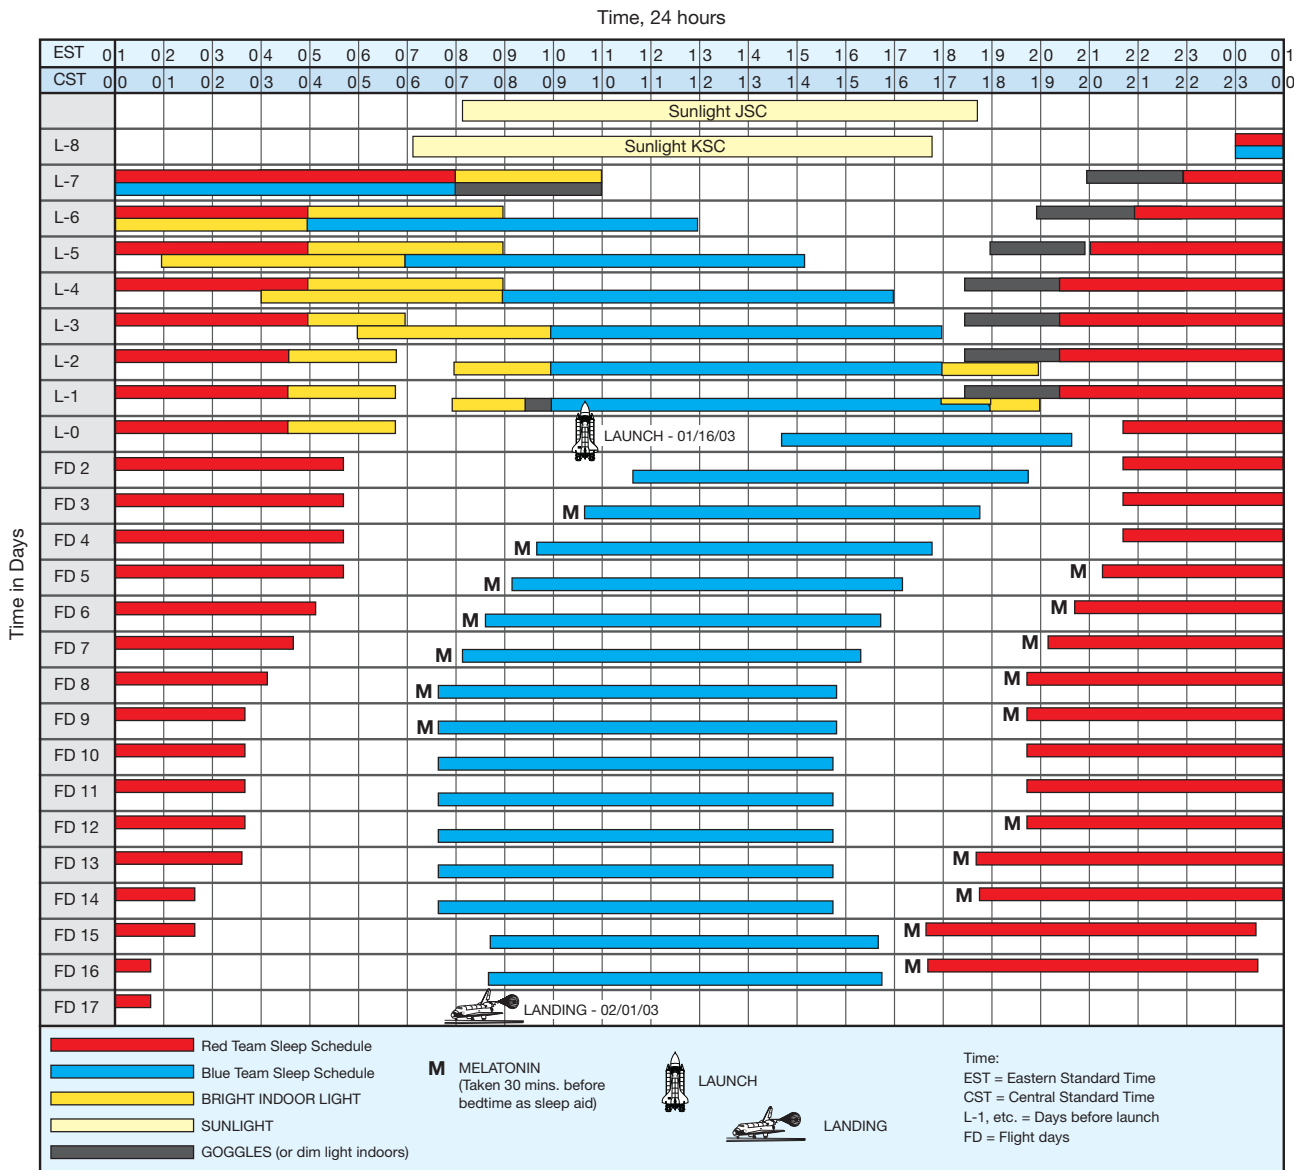 Time, 24 hours
EST 01 02 03 04 05 06 07 08 09 10 11 12 13 14 15 16 17 18 19 20 21 22 23 00 01
CST 00 01 02 03 04 05 06 07 08 09 10 11 12 13 14 15 16 17 18 19 20 21 22 23 00
Sunlight JSC
L-8 Sunlight KSC
L-7
L-6
L-5
L-4
L-3
L-2
L-1
L-0 LAUNCH - 01/16/03
FD 2
FD 3 M
FD 4 M
FD 5 M M
FD 6 M M
FD 7 M M
FD 8 M M
FD 9 M M
FD 10
FD 11
FD 12 M
FD 13 M
FD 14 M
FD 15 M
FD 16 M
FD 17 LANDING - 02/01/03
Time in Days
Red Team Sleep Schedule
Blue Team Sleep Schedule
BRIGHT INDOOR LIGHT
SUNLIGHT
GOGGLES (or dim light indoors)
M MELATONIN
(Taken 30 mins. before
bedtime as sleep aid)
LAUNCH
LANDING
Time:
EST = Eastern Standard Time
CST = Central Standard Time
L-1, etc. = Days before launch
FD = Flight days